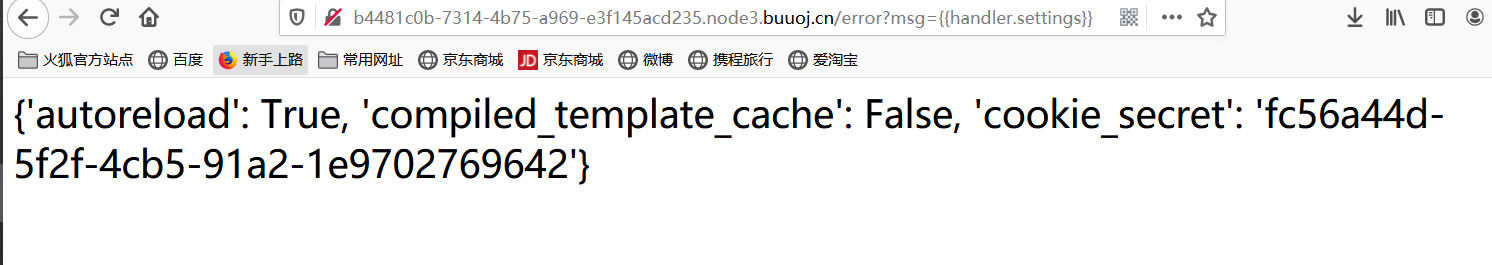 b4481c0b-7314-4b75-a969-e3f145acd235.node3.buuoj.cn/error?msg={{handler.settings}}
火狐官方站点 百度 新手上路 常用网址 京东商城 JD 京东商城 微博 携程旅行 爱淘宝
{'autoreload': True, 'compiled_template_cache': False, 'cookie_secret': 'fc56a44d-
5f2f-4cb5-91a2-1e9702769642'}